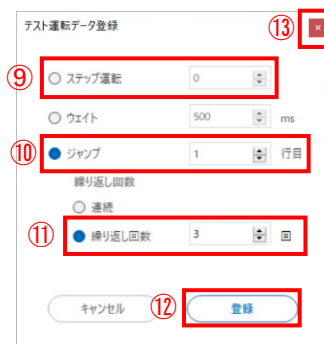 テスト運転データ登録 ⑬ ×
⑨ ステップ運転 0
ウェイト 500 ms
⑩ ジャンプ 1 行目
繰り返し回数
連続
⑪ 繰り返し回数 3 回
キャンセル ⑫ 登録